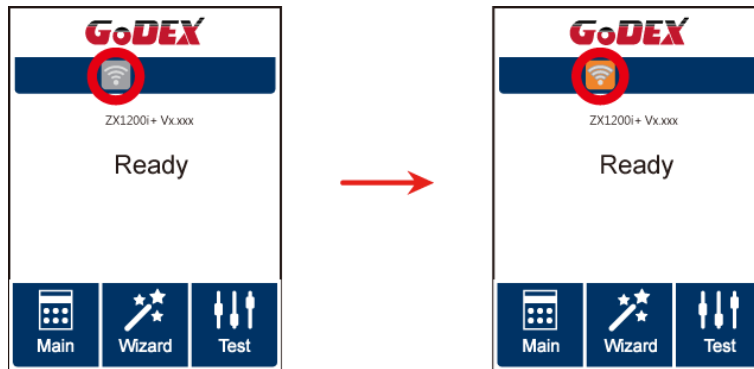 GoDEX
ZX1200i+ Vx.xxx
Ready
Main Wizard Test
GoDEX
ZX1200i+ Vx.xxx
Ready
Main Wizard Test